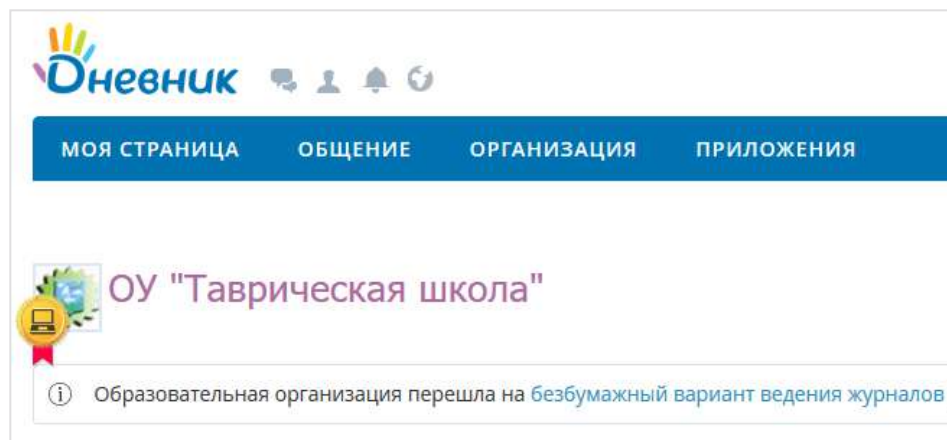 Дневник
МОЯ СТРАНИЦА ОБЩЕНИЕ ОРГАНИЗАЦИЯ ПРИЛОЖЕНИЯ
ОУ "Таврическая школа"
Образовательная организация перешла на безбумажный вариант ведения журналов